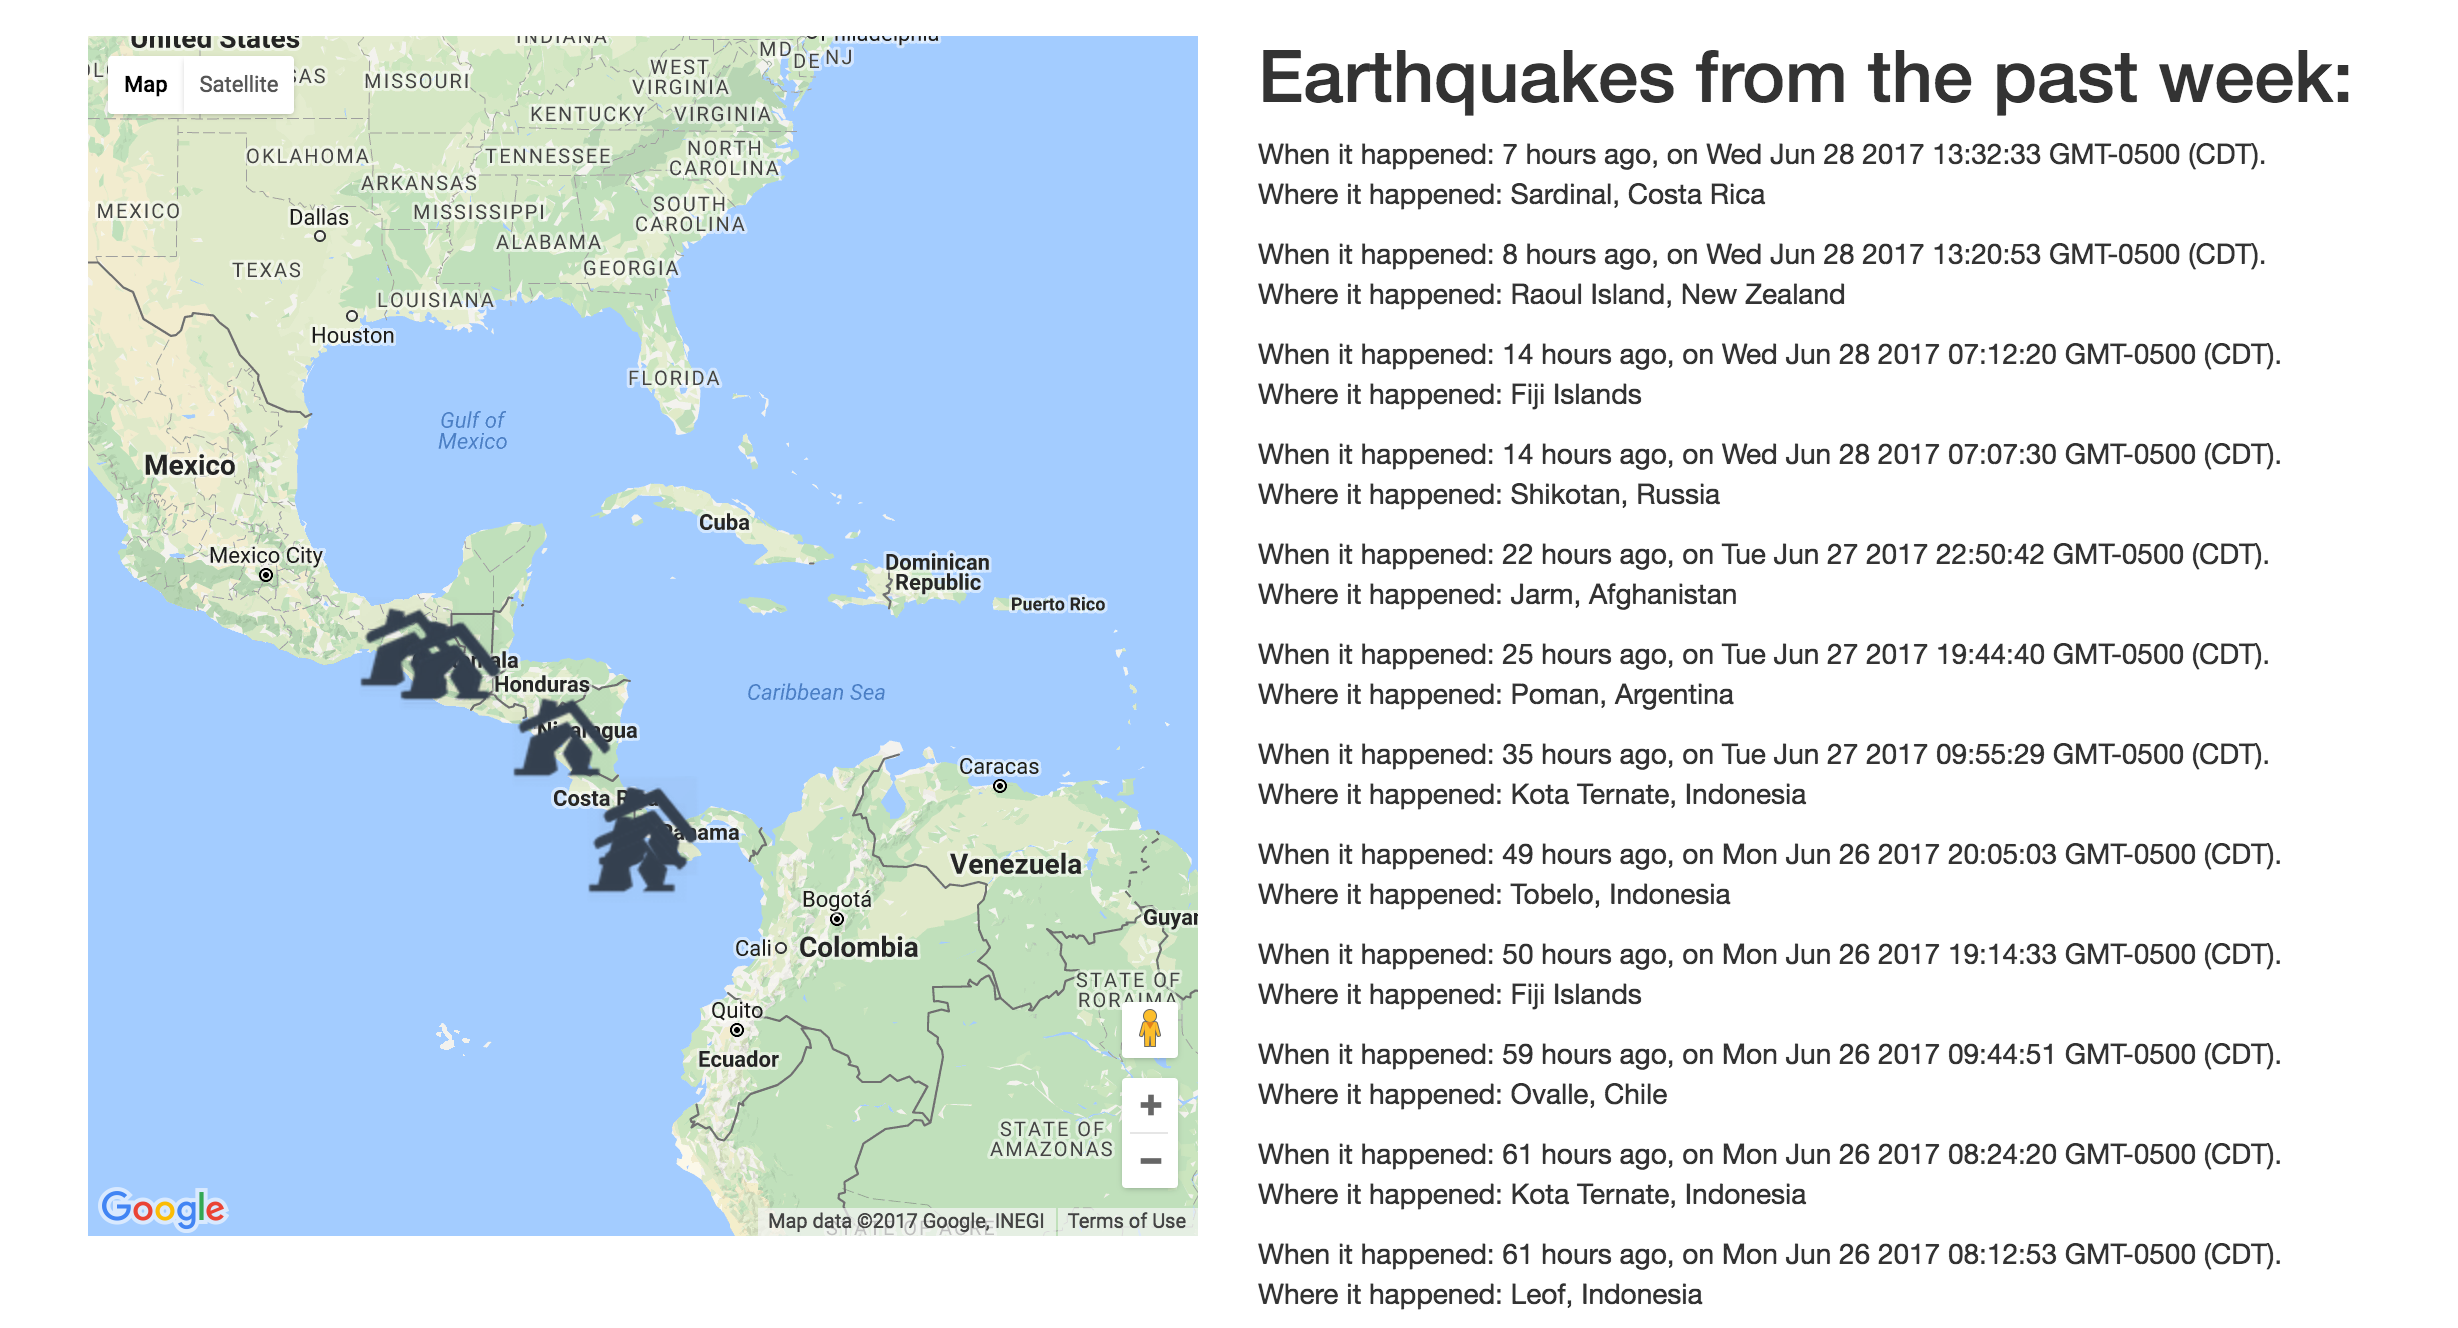 United States
INDIANA
Philadelphia
MD
DE
NJ
Map
Satellite
MISSOURI
WEST
VIRGINIA
KENTUCKY
VIRGINIA
OKLAHOMA
TENNESSEE
NORTH
CAROLINA
ARKANSAS
MEXICO
Dallas
MISSISSIPPI
SOUTH
CAROLINA
ALABAMA
TEXAS
GEORGIA
LOUISIANA
Houston
FLORIDA
Gulf of
Mexico
Mexico
Cuba
Mexico City
Dominican
Republic
Puerto Rico
Honduras
Caribbean Sea
Nicaragua
Caracas
Costa Rica
Panama
Venezuela
Bogotá
Guyan
Cali
Colombia
STATE OF
RORAIMA
Quito
Ecuador
STATE OF
AMAZONAS
Google
Map data ©2017 Google, INEGI
Terms of Use
STATE OF ACRE
Earthquakes from the past week:
When it happened: 7 hours ago, on Wed Jun 28 2017 13:32:33 GMT-0500 (CDT).
Where it happened: Sardinal, Costa Rica
When it happened: 8 hours ago, on Wed Jun 28 2017 13:20:53 GMT-0500 (CDT).
Where it happened: Raoul Island, New Zealand
When it happened: 14 hours ago, on Wed Jun 28 2017 07:12:20 GMT-0500 (CDT).
Where it happened: Fiji Islands
When it happened: 14 hours ago, on Wed Jun 28 2017 07:07:30 GMT-0500 (CDT).
Where it happened: Shikotan, Russia
When it happened: 22 hours ago, on Tue Jun 27 2017 22:50:42 GMT-0500 (CDT).
Where it happened: Jarm, Afghanistan
When it happened: 25 hours ago, on Tue Jun 27 2017 19:44:40 GMT-0500 (CDT).
Where it happened: Poman, Argentina
When it happened: 35 hours ago, on Tue Jun 27 2017 09:55:29 GMT-0500 (CDT).
Where it happened: Kota Ternate, Indonesia
When it happened: 49 hours ago, on Mon Jun 26 2017 20:05:03 GMT-0500 (CDT).
Where it happened: Tobelo, Indonesia
When it happened: 50 hours ago, on Mon Jun 26 2017 19:14:33 GMT-0500 (CDT).
Where it happened: Fiji Islands
When it happened: 59 hours ago, on Mon Jun 26 2017 09:44:51 GMT-0500 (CDT).
Where it happened: Ovalle, Chile
When it happened: 61 hours ago, on Mon Jun 26 2017 08:24:20 GMT-0500 (CDT).
Where it happened: Kota Ternate, Indonesia
When it happened: 61 hours ago, on Mon Jun 26 2017 08:12:53 GMT-0500 (CDT).
Where it happened: Leof, Indonesia